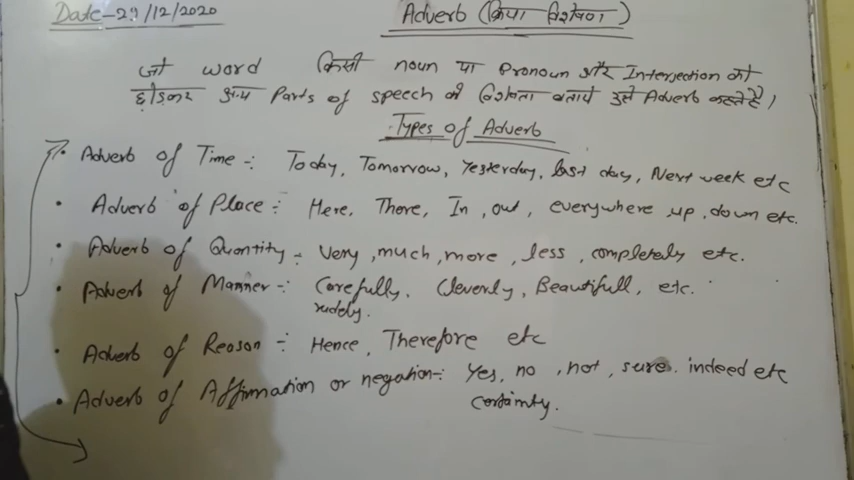 Date-29/12/2020
Adverb (क्रिया विशेषण)
जो word किसी noun या Pronoun और Interjection को
छोड़कर अन्य Parts of speech की विशेषता बताये उसे Adverb कहते है।
Types of Adverb
• Adverb of Time :- Today, Tomorrow, Yesterday, last day, Next week etc
• Adverb of Place :- Here, There, In, out, everywhere up, down etc.
• Adverb of Quantity :- Very, much, more, less, completely etc.
• Adverb of Manner :- Carefully, Cleverly, Beautifull, etc.
rudely.
• Adverb of Reason :- Hence, Therefore etc
• Adverb of Affirmation or negation :- Yes, no, not, sure. indeed etc